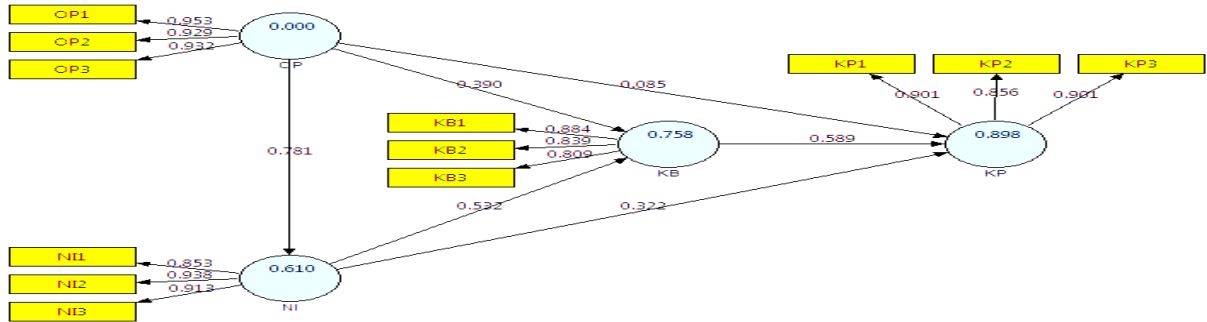 OP1
0.953
OP2
0.929
OP3
0.932
0.000
OP
KP1
KP2
KP3
0.901
0.856
0.901
0.390
0.085
KB1
0.884
KB2
0.839
KB3
0.809
0.758
KB
0.589
0.898
KP
0.781
0.532
0.322
NI1
0.853
NI2
0.938
NI3
0.913
0.610
NI